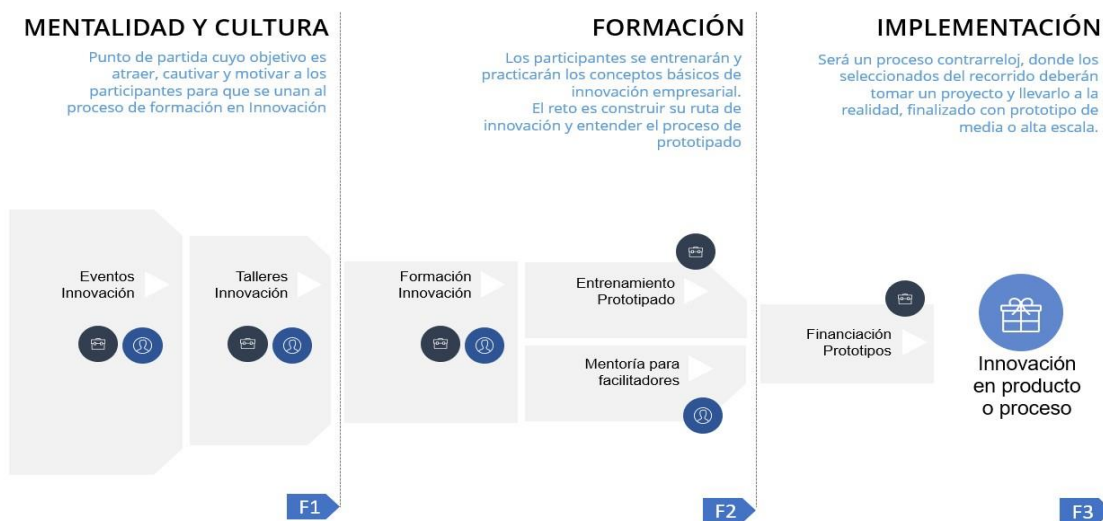 MENTALIDAD Y CULTURA
Punto de partida cuyo objetivo es
atraer, cautivar y motivar a los
participantes para que se unan al
proceso de formación en Innovación
FORMACIÓN
Los participantes se entrenarán y
practicarán los conceptos básicos de
innovación empresarial.
El reto es construir su ruta de
innovación y entender el proceso de
prototipado
IMPLEMENTACIÓN
Será un proceso contrarreloj, donde los
seleccionados del recorrido deberán
tomar un proyecto y llevarlo a la
realidad, finalizado con prototipo de
media o alta escala.
Eventos
Innovación
Talleres
Innovación
Formación
Innovación
Entrenamiento
Prototipado
Mentoría para
facilitadores
Financiación
Prototipos
Innovación
en producto
o proceso
F1
F2
F3